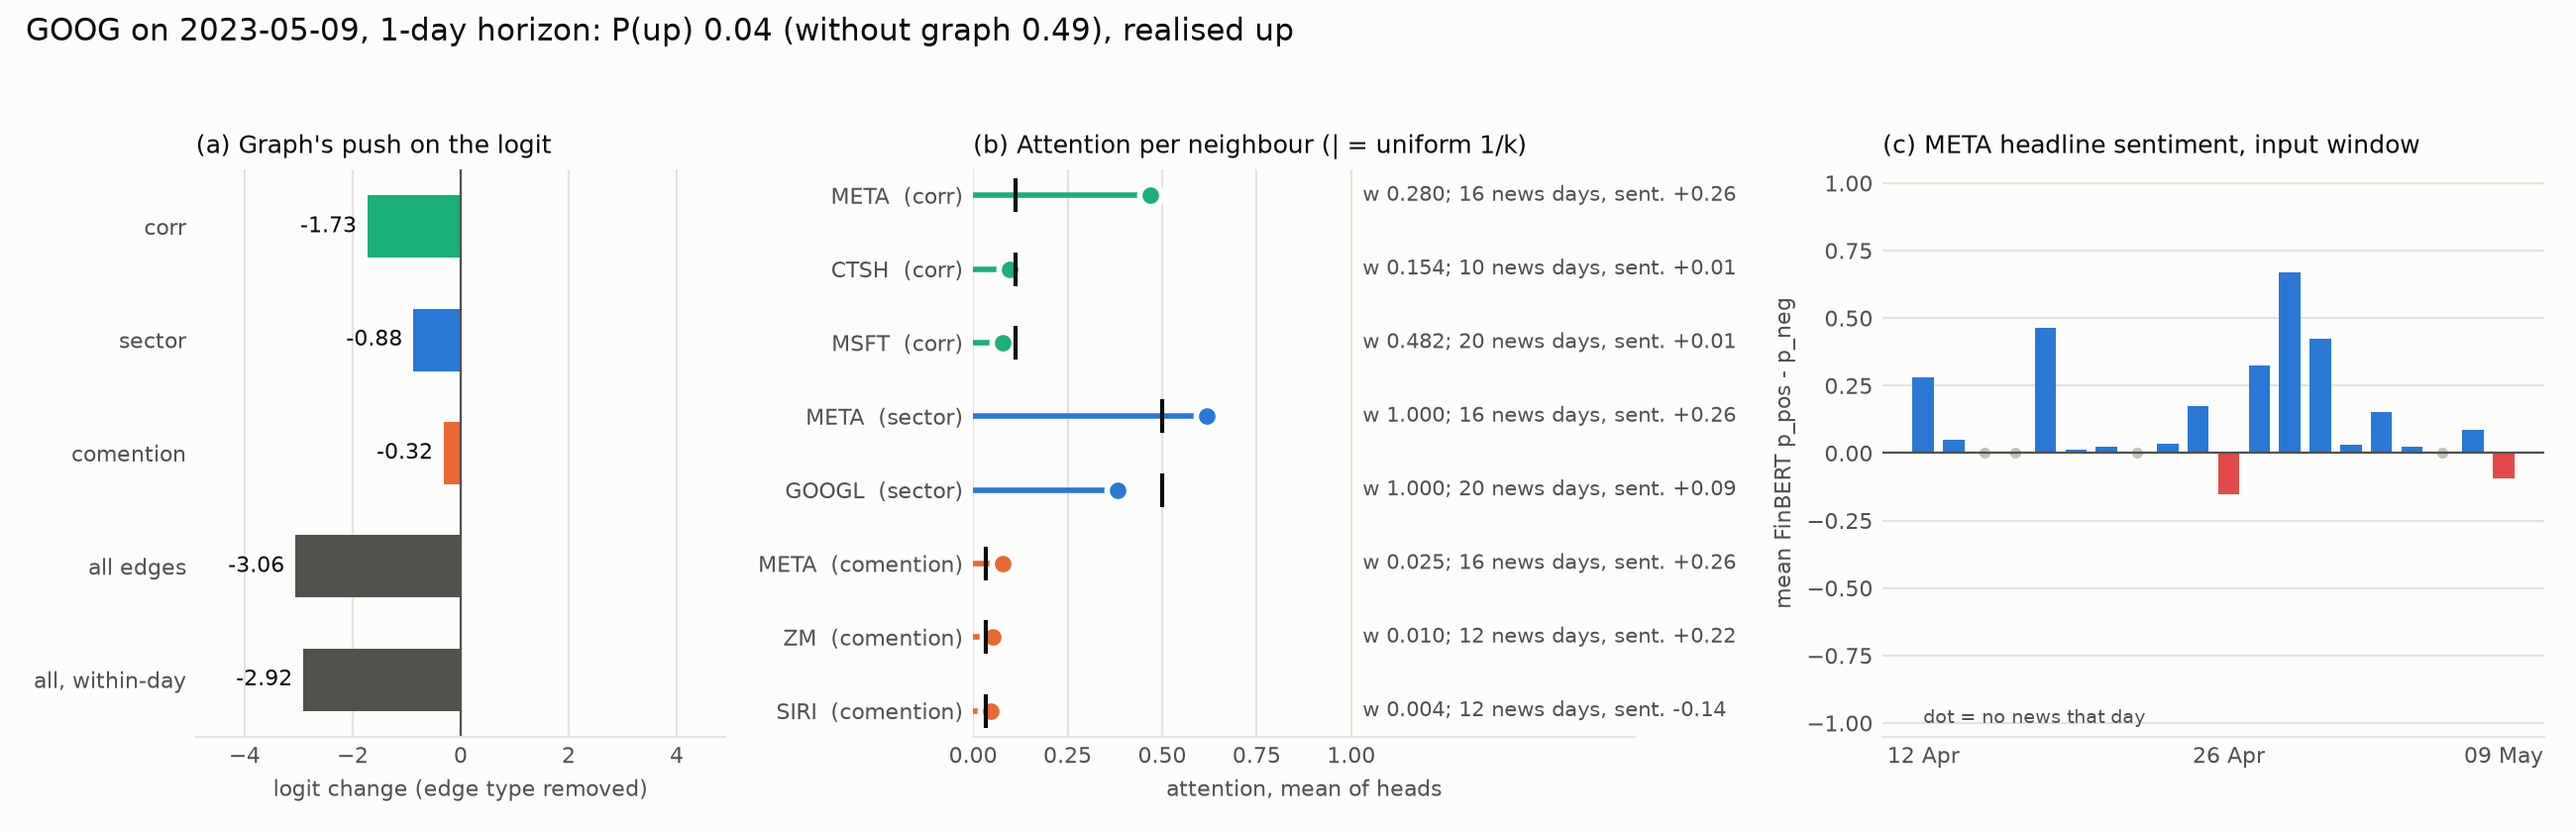 GOOG on 2023-05-09, 1-day horizon: P(up) 0.04 (without graph 0.49), realised up
(a) Graph's push on the logit
corr
-1.73
sector
-0.88
comention
-0.32
all edges
-3.06
all, within-day
-2.92
−4 −2 0 2 4
logit change (edge type removed)
(b) Attention per neighbour (| = uniform 1/k)
META (corr) w 0.280; 16 news days, sent. +0.26
CTSH (corr) w 0.154; 10 news days, sent. +0.01
MSFT (corr) w 0.482; 20 news days, sent. +0.01
META (sector) w 1.000; 16 news days, sent. +0.26
GOOGL (sector) w 1.000; 20 news days, sent. +0.09
META (comention) w 0.025; 16 news days, sent. +0.26
ZM (comention) w 0.010; 12 news days, sent. +0.22
SIRI (comention) w 0.004; 12 news days, sent. -0.14
0.00 0.25 0.50 0.75 1.00
attention, mean of heads
(c) META headline sentiment, input window
mean FinBERT p_pos - p_neg
1.00
0.75
0.50
0.25
0.00
−0.25
−0.50
−0.75
−1.00
dot = no news that day
12 Apr 26 Apr 09 May